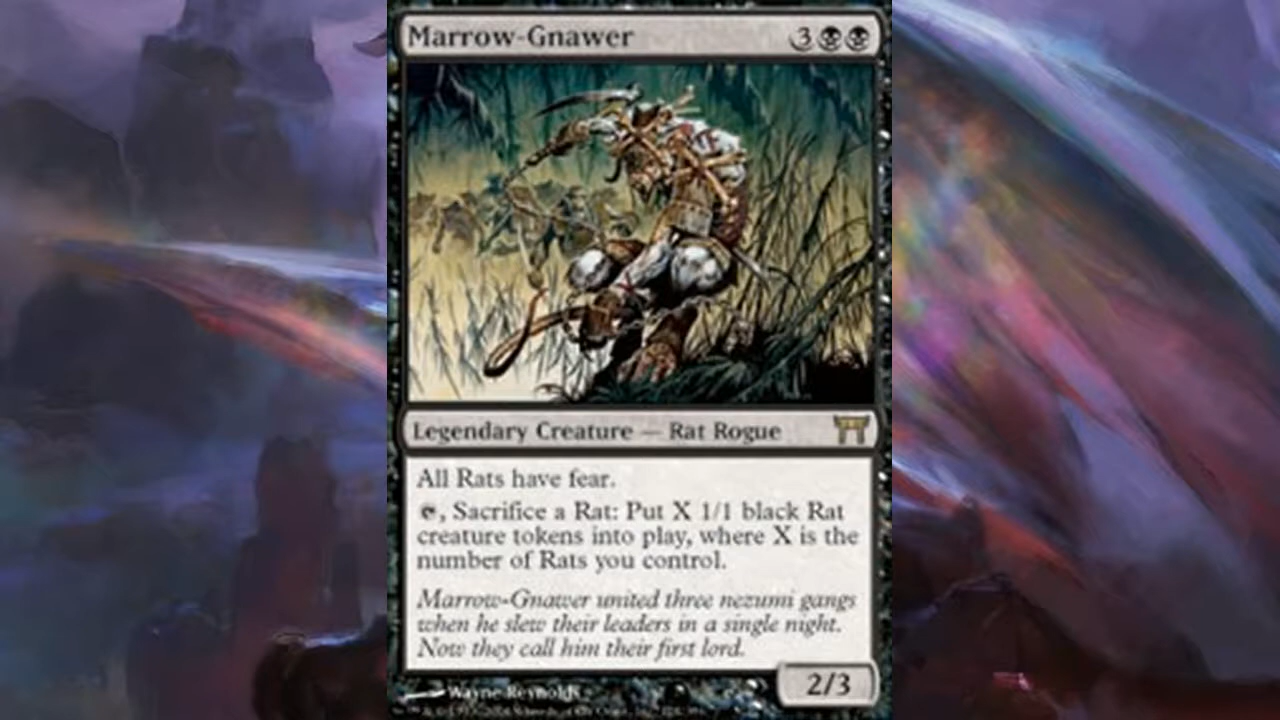 Marrow-Gnawer 3
Legendary Creature — Rat Rogue
All Rats have fear.
, Sacrifice a Rat: Put X 1/1 black Rat
creature tokens into play, where X is the
number of Rats you control.
Marrow-Gnawer united three nezumi gangs
when he slew their leaders in a single night.
Now they call him their first lord.
2/3
Wayne Reynolds